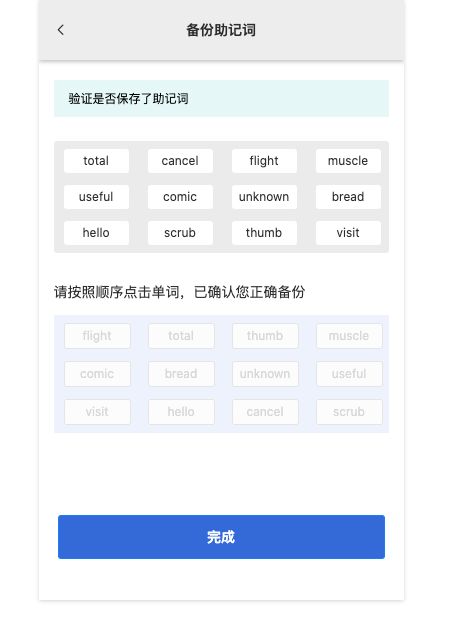 备份助记词
验证是否保存了助记词
total cancel flight muscle
useful comic unknown bread
hello scrub thumb visit
请按照顺序点击单词，已确认您正确备份
flight total thumb muscle
comic bread unknown useful
visit hello cancel scrub
完成